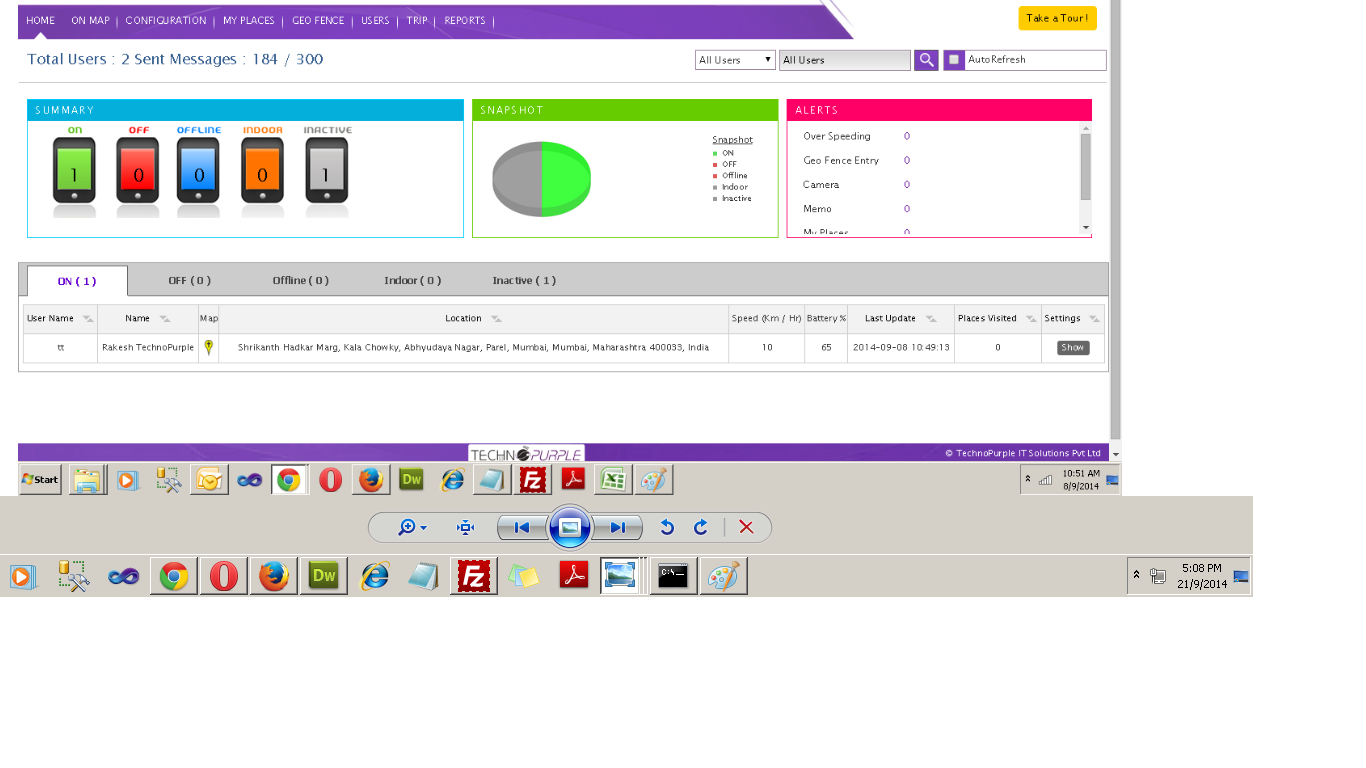 HOME ON MAP | CONFIGURATION | MY PLACES | GEO FENCE | USERS | TRIP | REPORTS |
Take a Tour!
Total Users : 2 Sent Messages : 184 / 300
All Users
All Users
AutoRefresh
SUMMARY
ON OFF OFFLINE INDOOR INACTIVE
1 0 0 0 1
SNAPSHOT
Snapshot
ON
OFF
Offline
Indoor
Inactive
ALERTS
Over Speeding 0
Geo Fence Entry 0
Camera 0
Memo 0
My Places 0
ON ( 1 ) OFF ( 0 ) Offline ( 0 ) Indoor ( 0 ) Inactive ( 1 )
User Name Name Map Location Speed (Km / Hr) Battery % Last Update Places Visited Settings
tt Rakesh TechnoPurple Shrikanth Hadkar Marg, Kala Chowky, Abhyudaya Nagar, Parel, Mumbai, Mumbai, Maharashtra 400033, India 10 65 2014-09-08 10:49:13 0 Show
TECHNOPURPLE
© TechnoPurple IT Solutions Pvt Ltd
Start
Dw
Fz
10:51 AM
8/9/2014
Dw
Fz
C:\_
5:08 PM
21/9/2014